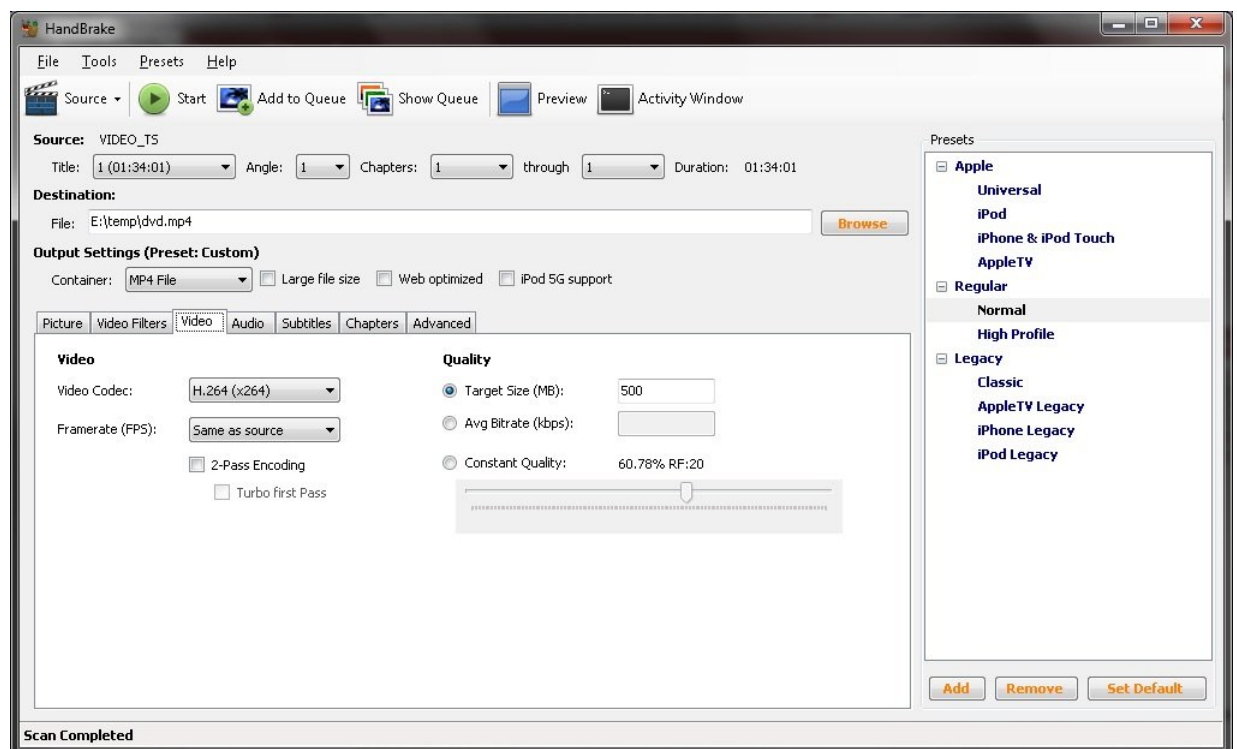 HandBrake
File Tools Presets Help
Source Start Add to Queue Show Queue Preview Activity Window
Source: VIDEO_TS
Title: 1 (01:34:01) Angle: 1 Chapters: 1 through 1 Duration: 01:34:01
Destination:
File: E:\temp\dvd.mp4 Browse
Output Settings (Preset: Custom)
Container: MP4 File Large file size Web optimized iPod 5G support
Picture Video Filters Video Audio Subtitles Chapters Advanced
Video
Video Codec: H.264 (x264)
Framerate (FPS): Same as source
2-Pass Encoding
Turbo first Pass
Quality
Target Size (MB): 500
Avg Bitrate (kbps):
Constant Quality: 60.78% RF:20
Presets
Apple
Universal
iPod
iPhone & iPod Touch
AppleTV
Regular
Normal
High Profile
Legacy
Classic
AppleTV Legacy
iPhone Legacy
iPod Legacy
Add Remove Set Default
Scan Completed